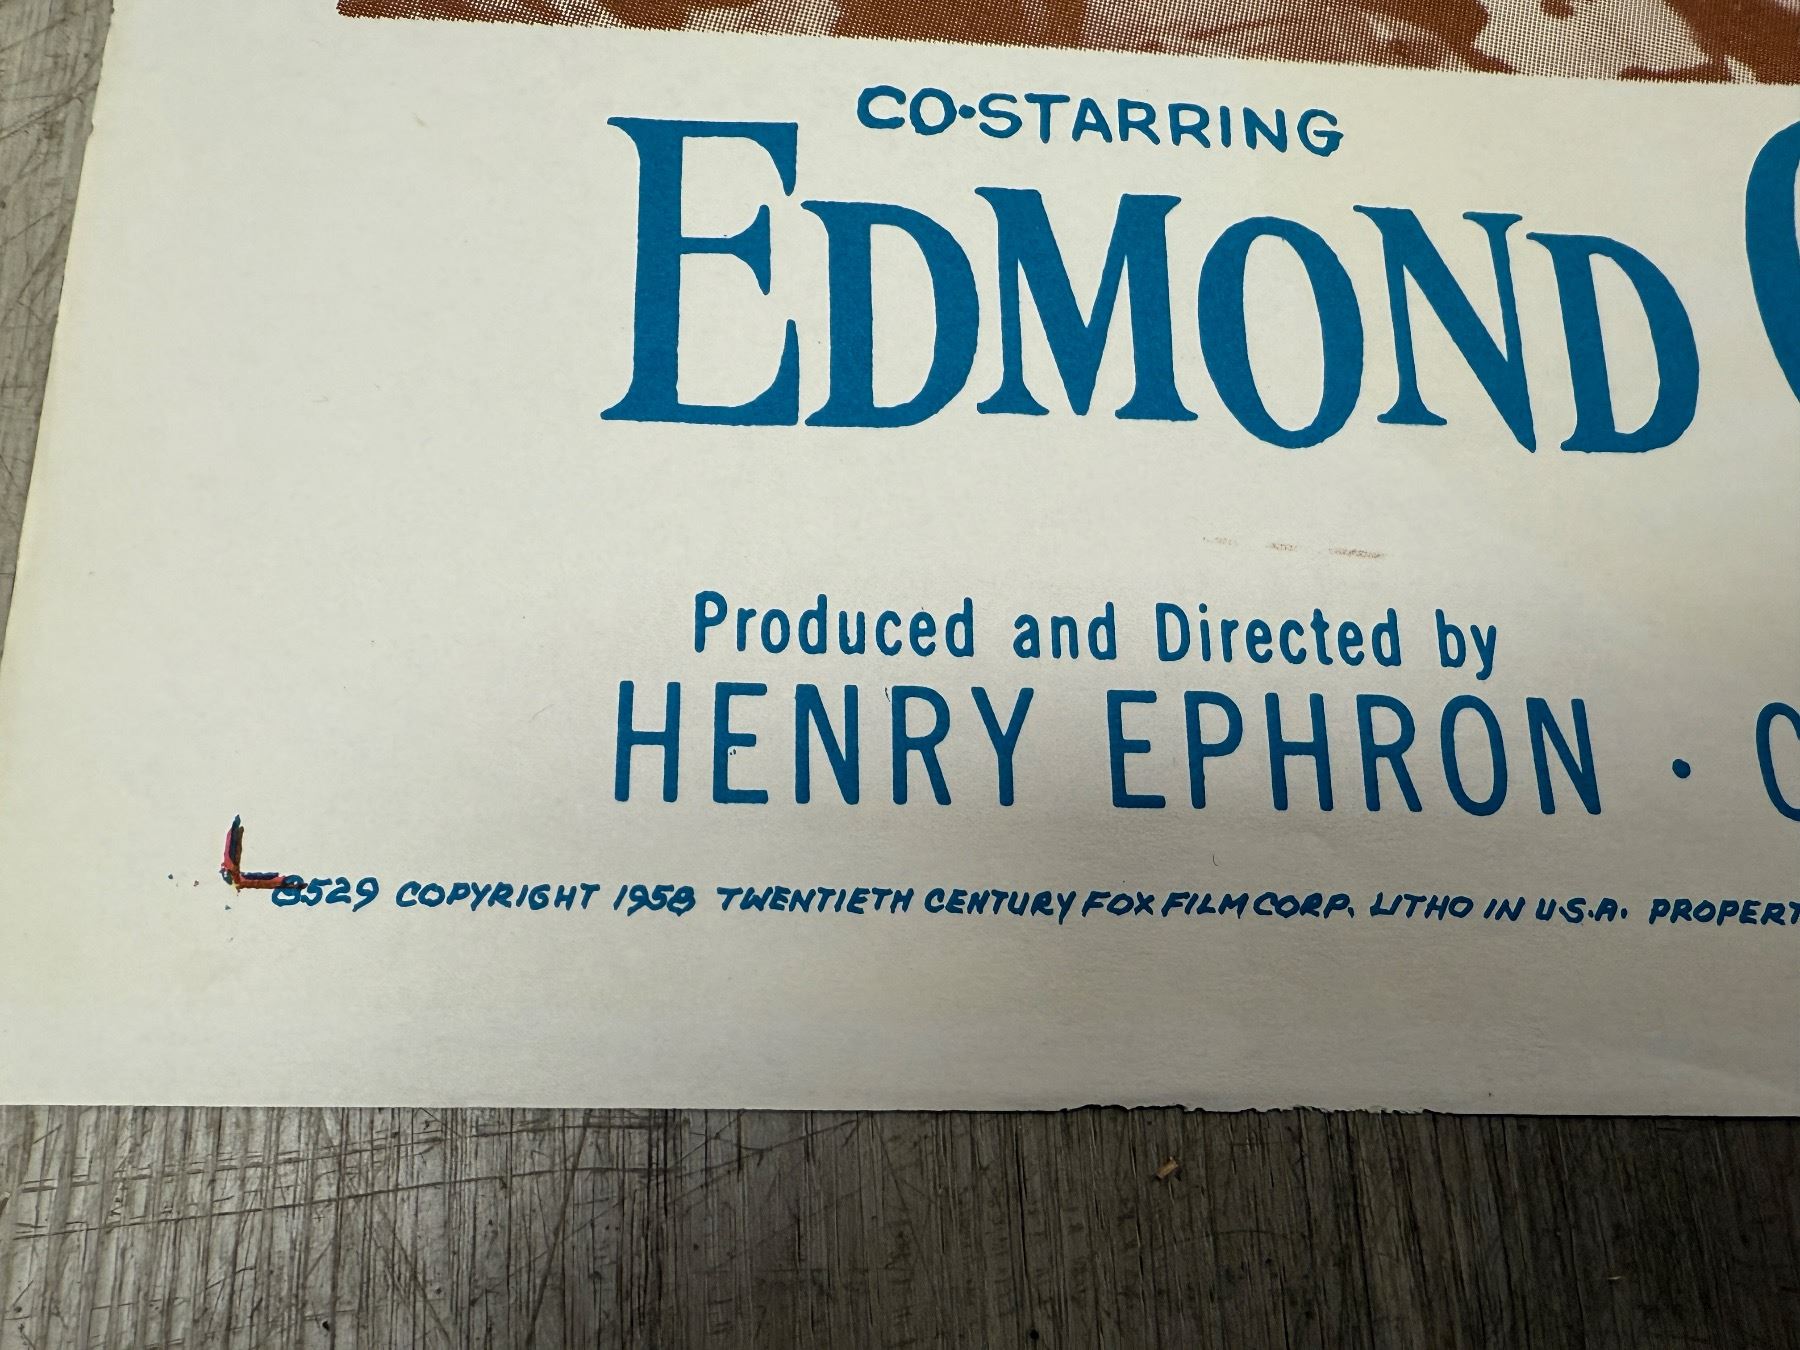 CO·STARRING
EDMOND
Produced and Directed by
HENRY EPHRON ·
8529 COPYRIGHT 1958 TWENTIETH CENTURY FOX FILM CORP. LITHO IN U.S.A. PROPERT